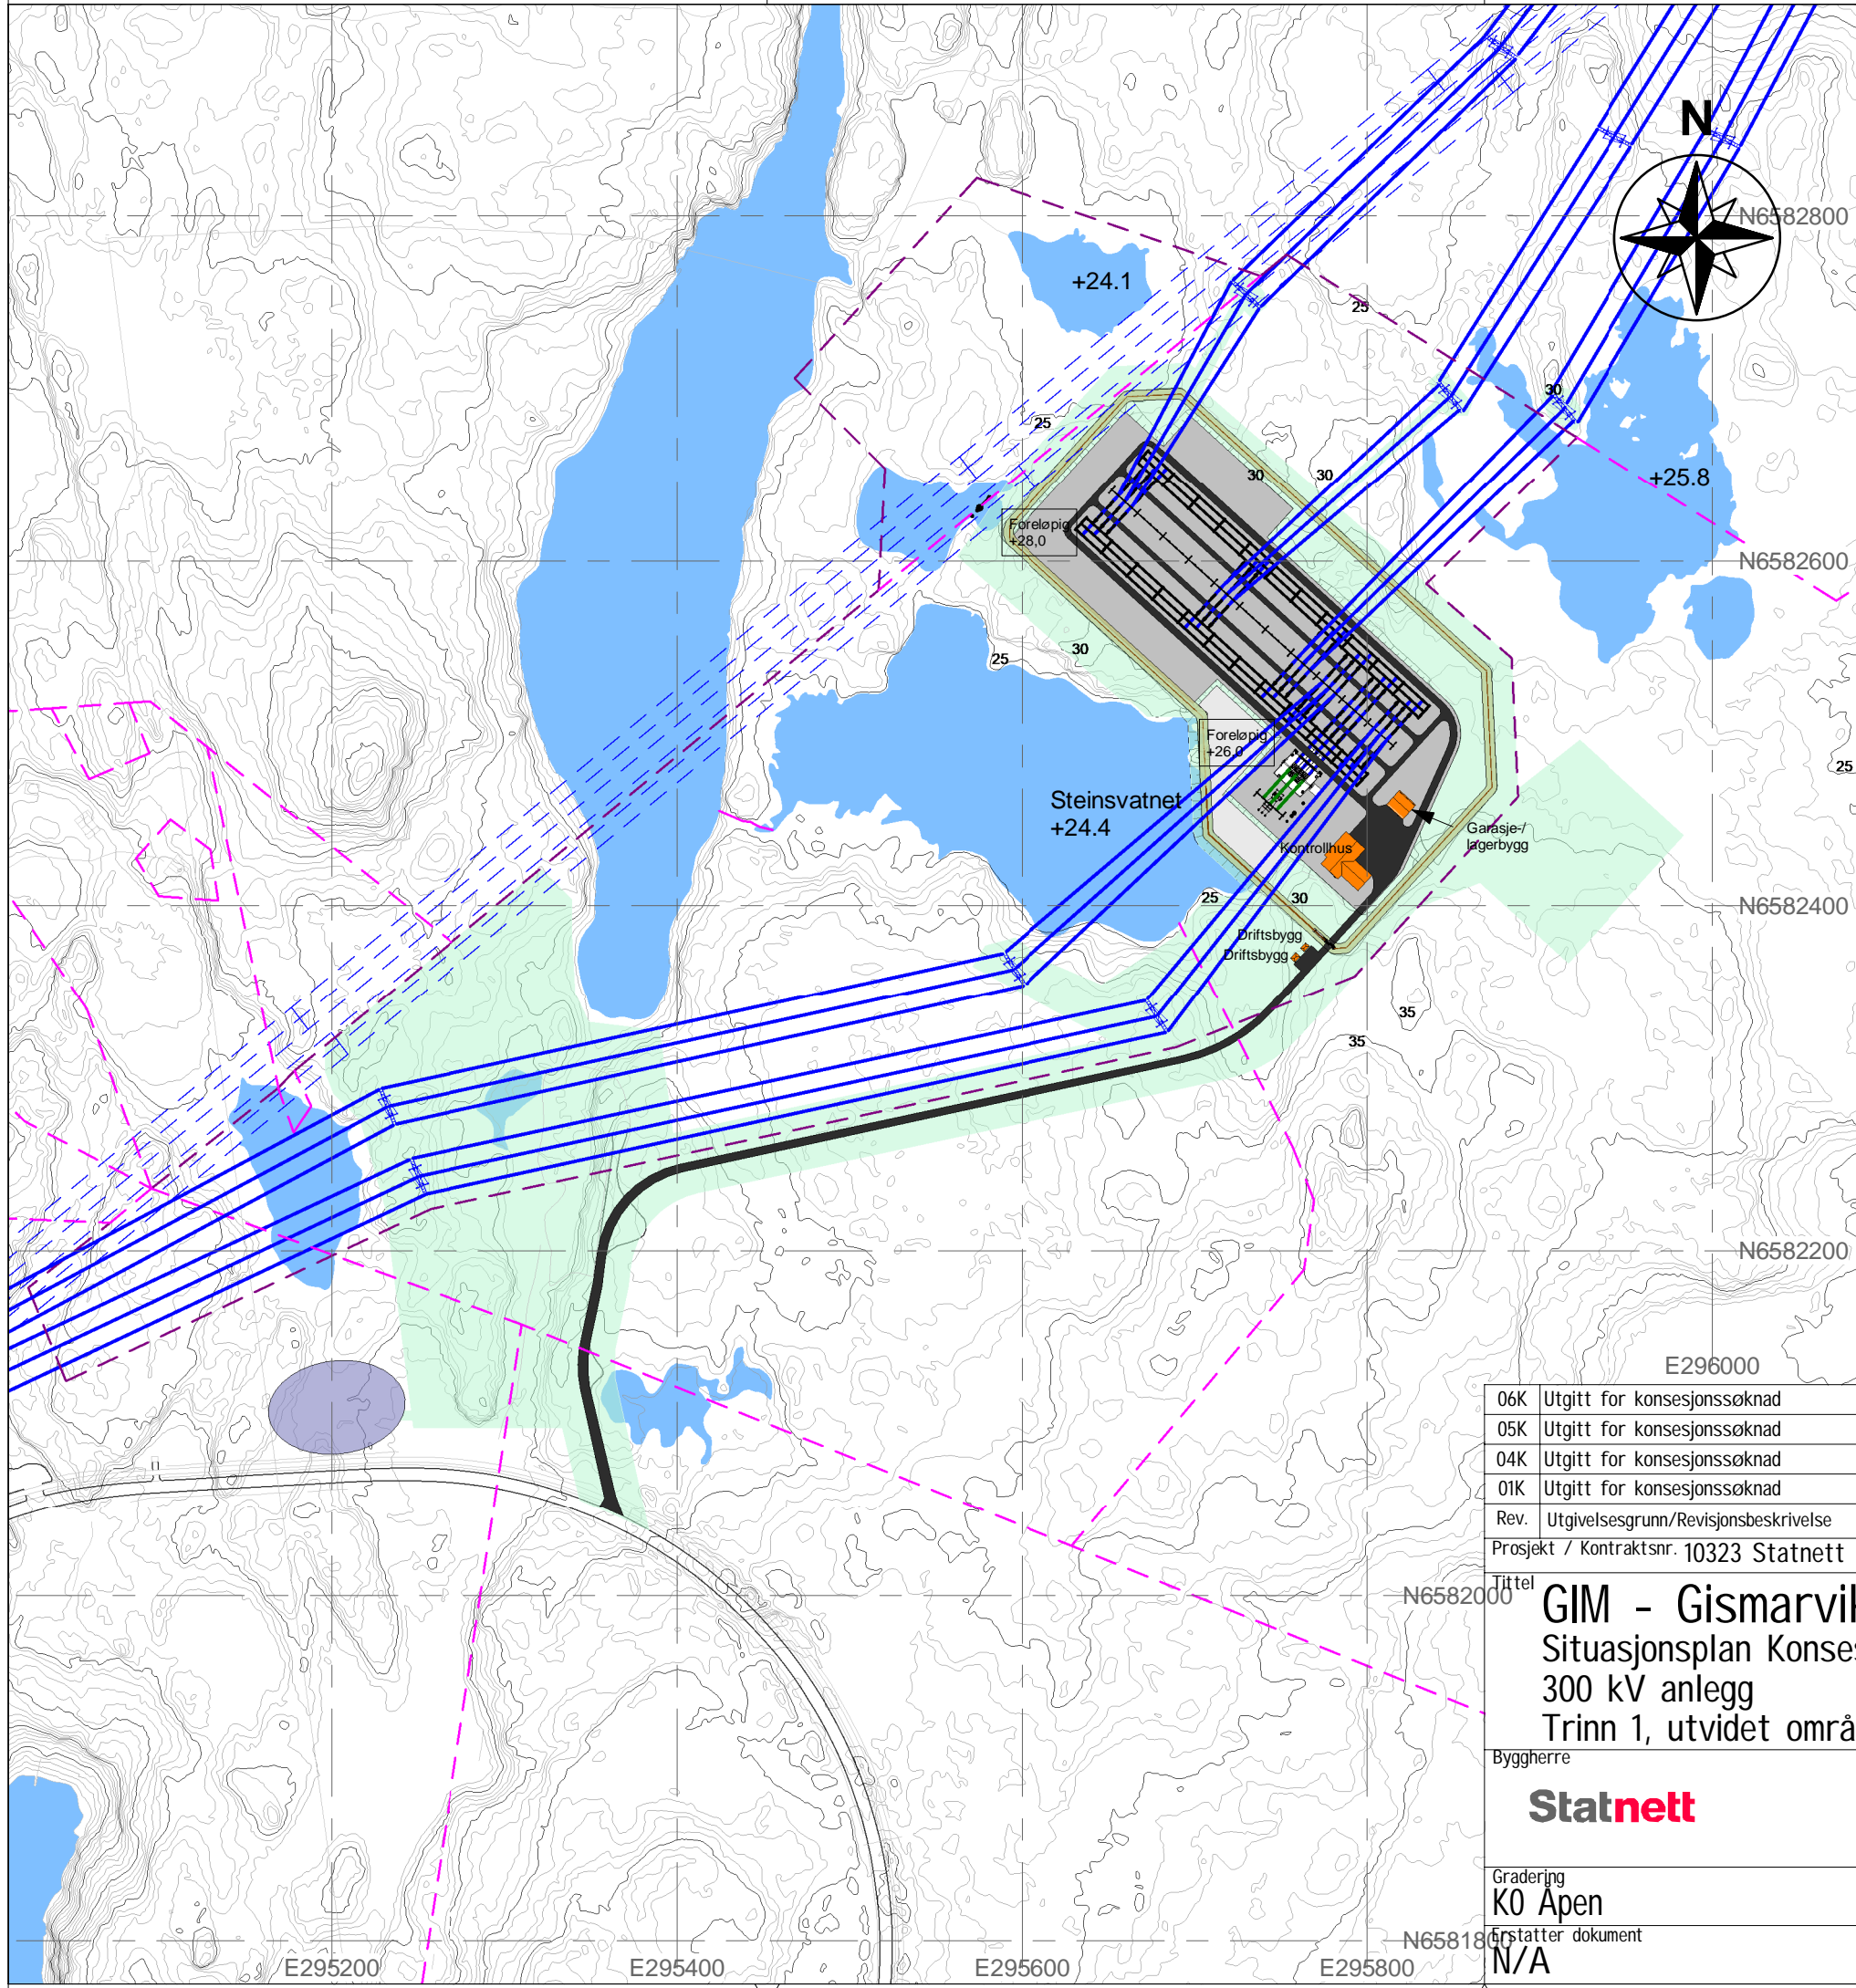 N
N6582800
+24.1
25
30
25
+25.8
30
30
Foreløpig
+28,0
N6582600
25
30
Foreløpig
+26,0
25
Steinsvatnet
+24.4
Garasje-/
lagerbygg
Kontrollhus
25
30
N6582400
Driftsbygg
Driftsbygg
35
35
N6582200
E296000
06K Utgitt for konsesjonssøknad
05K Utgitt for konsesjonssøknad
04K Utgitt for konsesjonssøknad
01K Utgitt for konsesjonssøknad
Rev. Utgivelsesgrunn/Revisjonsbeskrivelse
Prosjekt / Kontraktsnr. 10323 Statnett
N6582000
Tittel
GIM - Gismarvik
Situasjonsplan Konses
300 kV anlegg
Trinn 1, utvidet områ
Byggherre
Statnett
Gradering
K0 Åpen
N6581800
Erstatter dokument
N/A
E295200
E295400
E295600
E295800